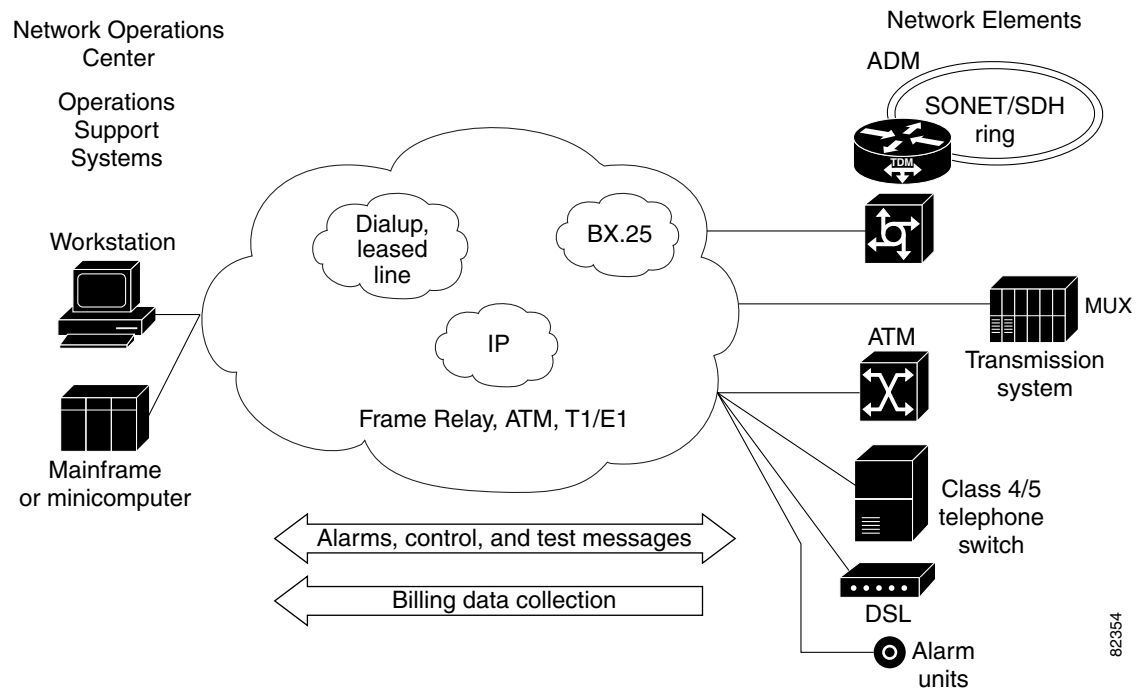 Network Operations
Center
Operations
Support
Systems
Workstation
Mainframe
or minicomputer
Dialup,
leased
line
BX.25
IP
Frame Relay, ATM, T1/E1
Alarms, control, and test messages
Billing data collection
Network Elements
ADM
SONET/SDH
ring
TDM
MUX
Transmission
system
ATM
Class 4/5
telephone
switch
DSL
Alarm
units
82354